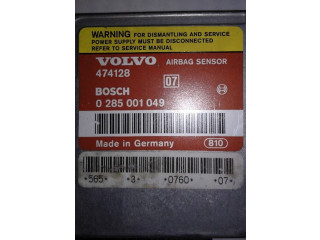 WARNING: FOR DISMANTLING AND SERVICE
POWER SUPPLY MUST BE DISCONNECTED
REFER TO SERVICE MANUAL
VOLVO AIRBAG SENSOR
474128 07
BOSCH
0 285 001 049
Made in Germany 810
*565 *3 *0760 *07*